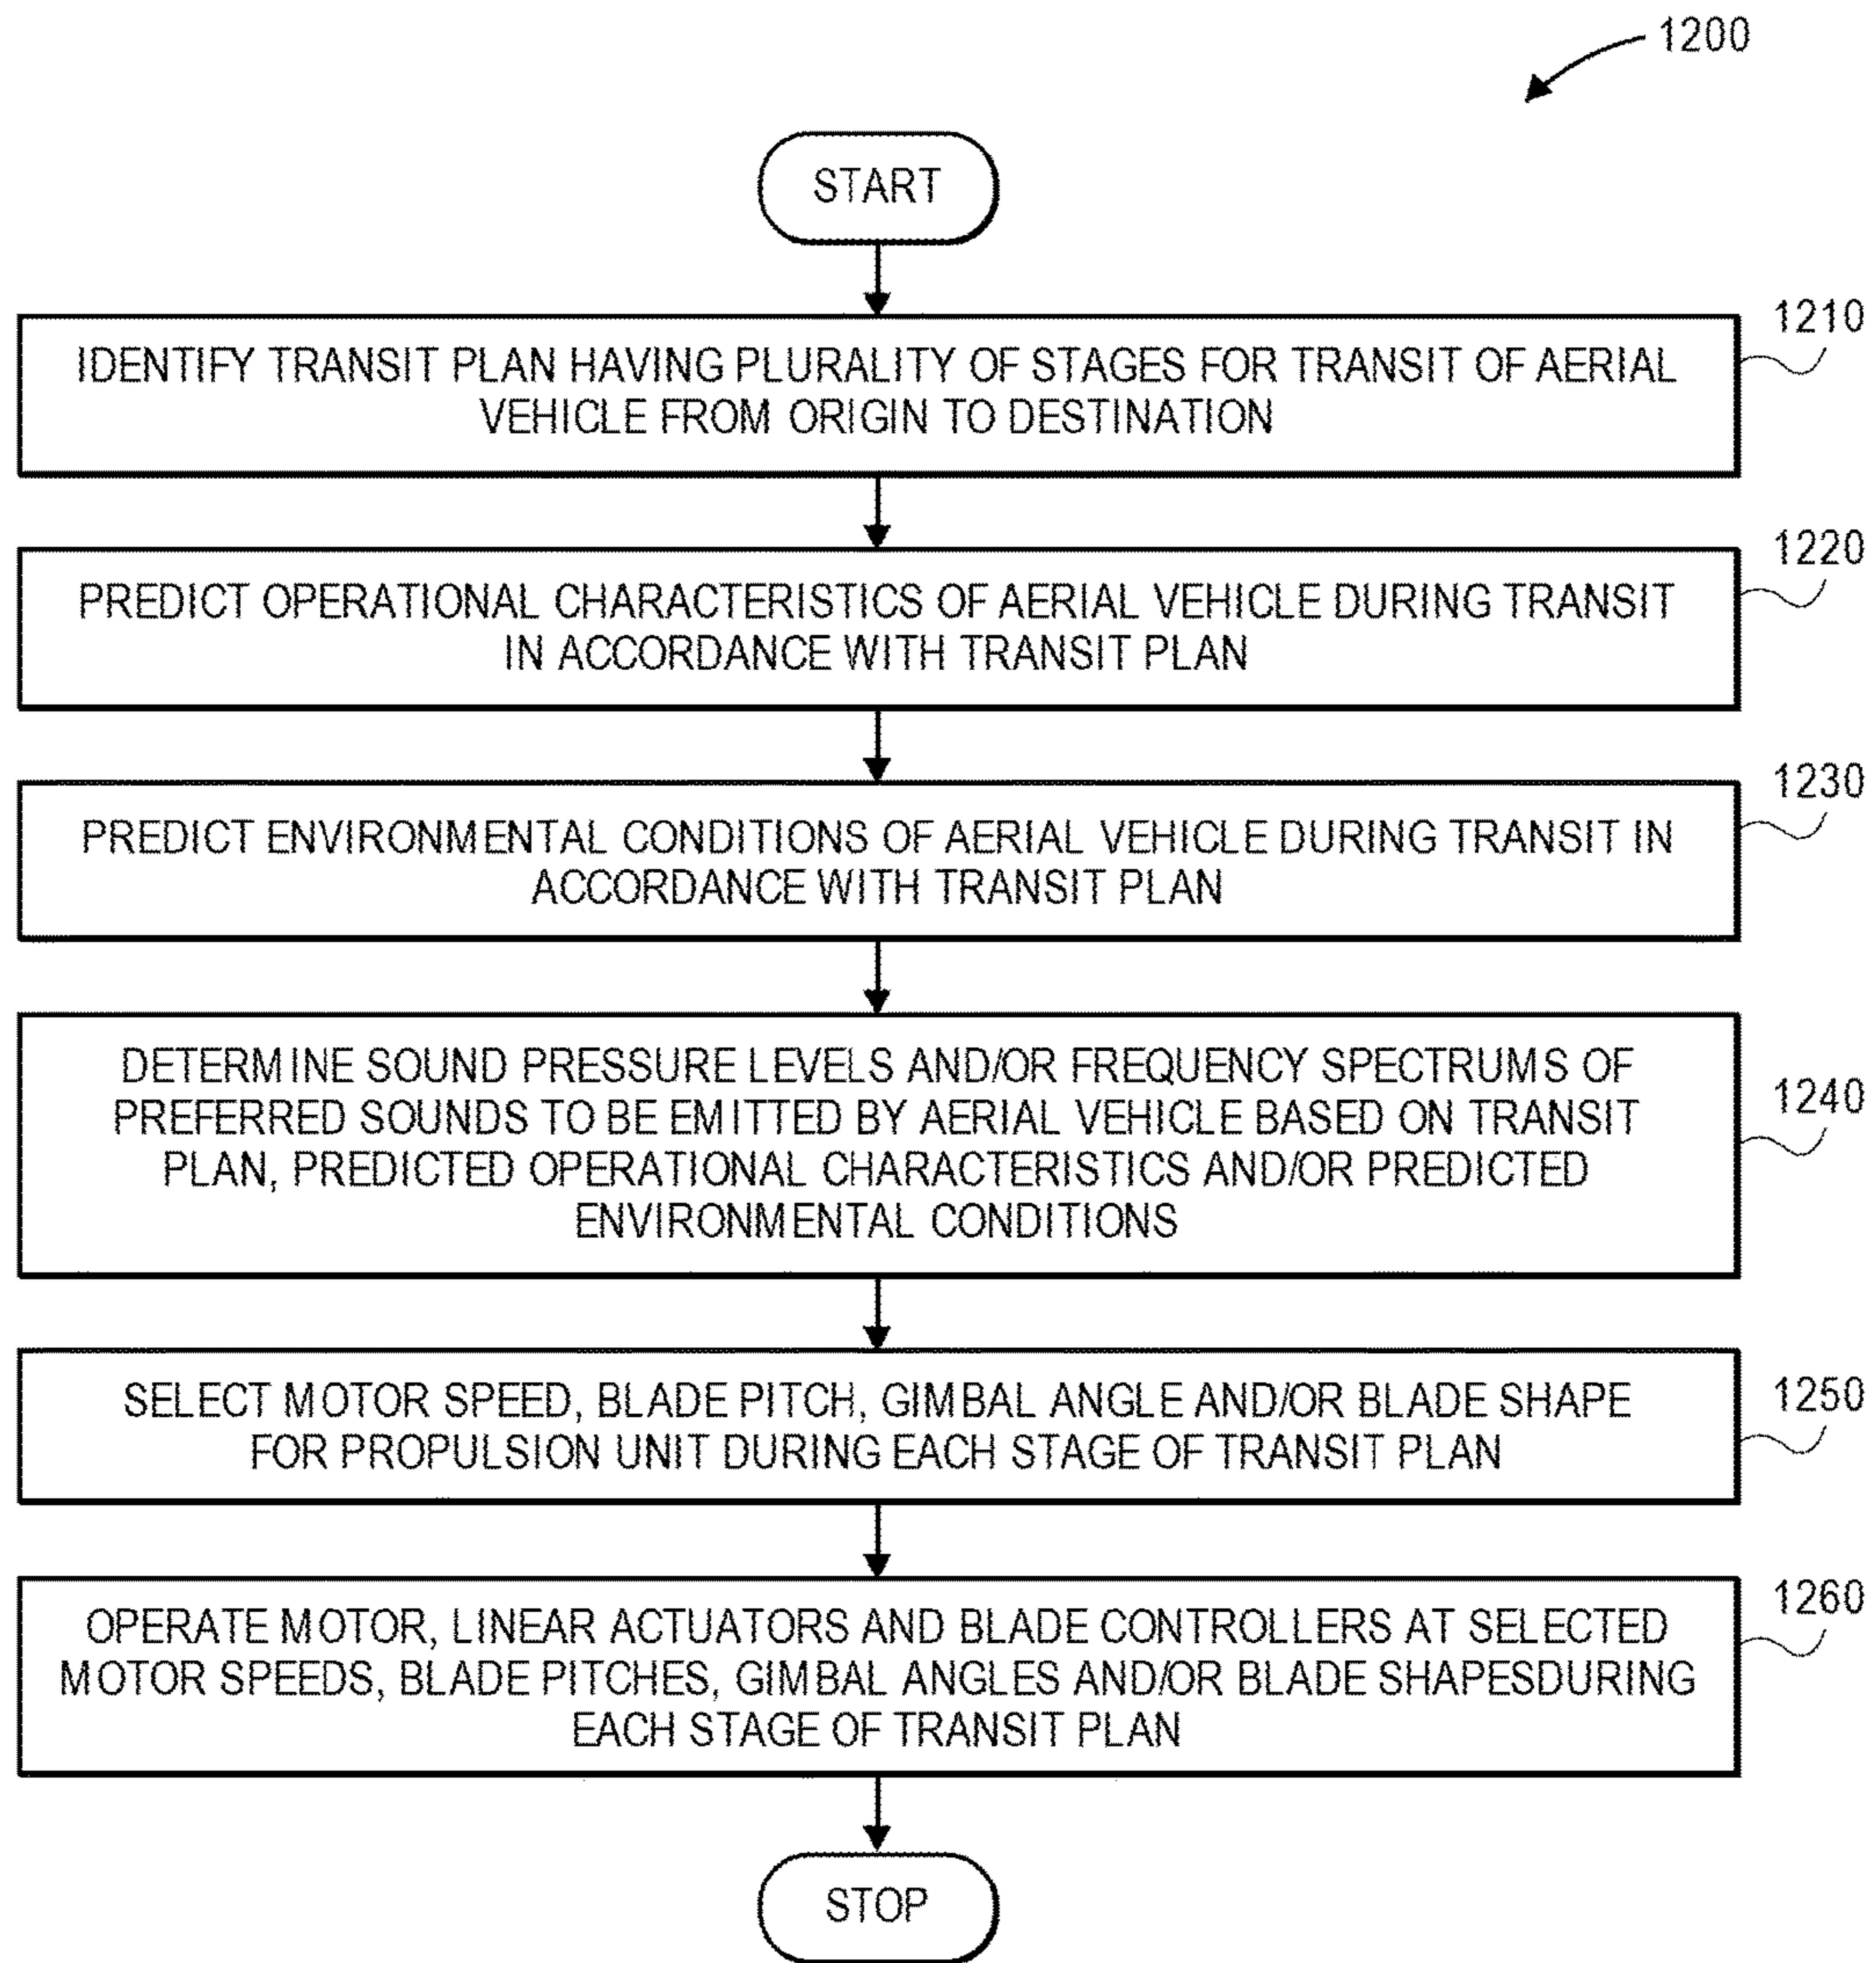 1200
START
1210
IDENTIFY TRANSIT PLAN HAVING PLURALITY OF STAGES FOR TRANSIT OF AERIAL
VEHICLE FROM ORIGIN TO DESTINATION
1220
PREDICT OPERATIONAL CHARACTERISTICS OF AERIAL VEHICLE DURING TRANSIT
IN ACCORDANCE WITH TRANSIT PLAN
1230
PREDICT ENVIRONMENTAL CONDITIONS OF AERIAL VEHICLE DURING TRANSIT IN
ACCORDANCE WITH TRANSIT PLAN
1240
DETERMINE SOUND PRESSURE LEVELS AND/OR FREQUENCY SPECTRUMS OF
PREFERRED SOUNDS TO BE EMITTED BY AERIAL VEHICLE BASED ON TRANSIT
PLAN, PREDICTED OPERATIONAL CHARACTERISTICS AND/OR PREDICTED
ENVIRONMENTAL CONDITIONS
1250
SELECT MOTOR SPEED, BLADE PITCH, GIMBAL ANGLE AND/OR BLADE SHAPE
FOR PROPULSION UNIT DURING EACH STAGE OF TRANSIT PLAN
1260
OPERATE MOTOR, LINEAR ACTUATORS AND BLADE CONTROLLERS AT SELECTED
MOTOR SPEEDS, BLADE PITCHES, GIMBAL ANGLES AND/OR BLADE SHAPESDURING
EACH STAGE OF TRANSIT PLAN
STOP